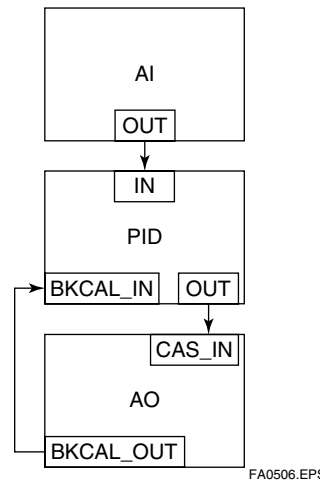 AI
OUT
IN
PID
BKCAL_IN OUT
CAS_IN
AO
BKCAL_OUT
FA0506.EPS